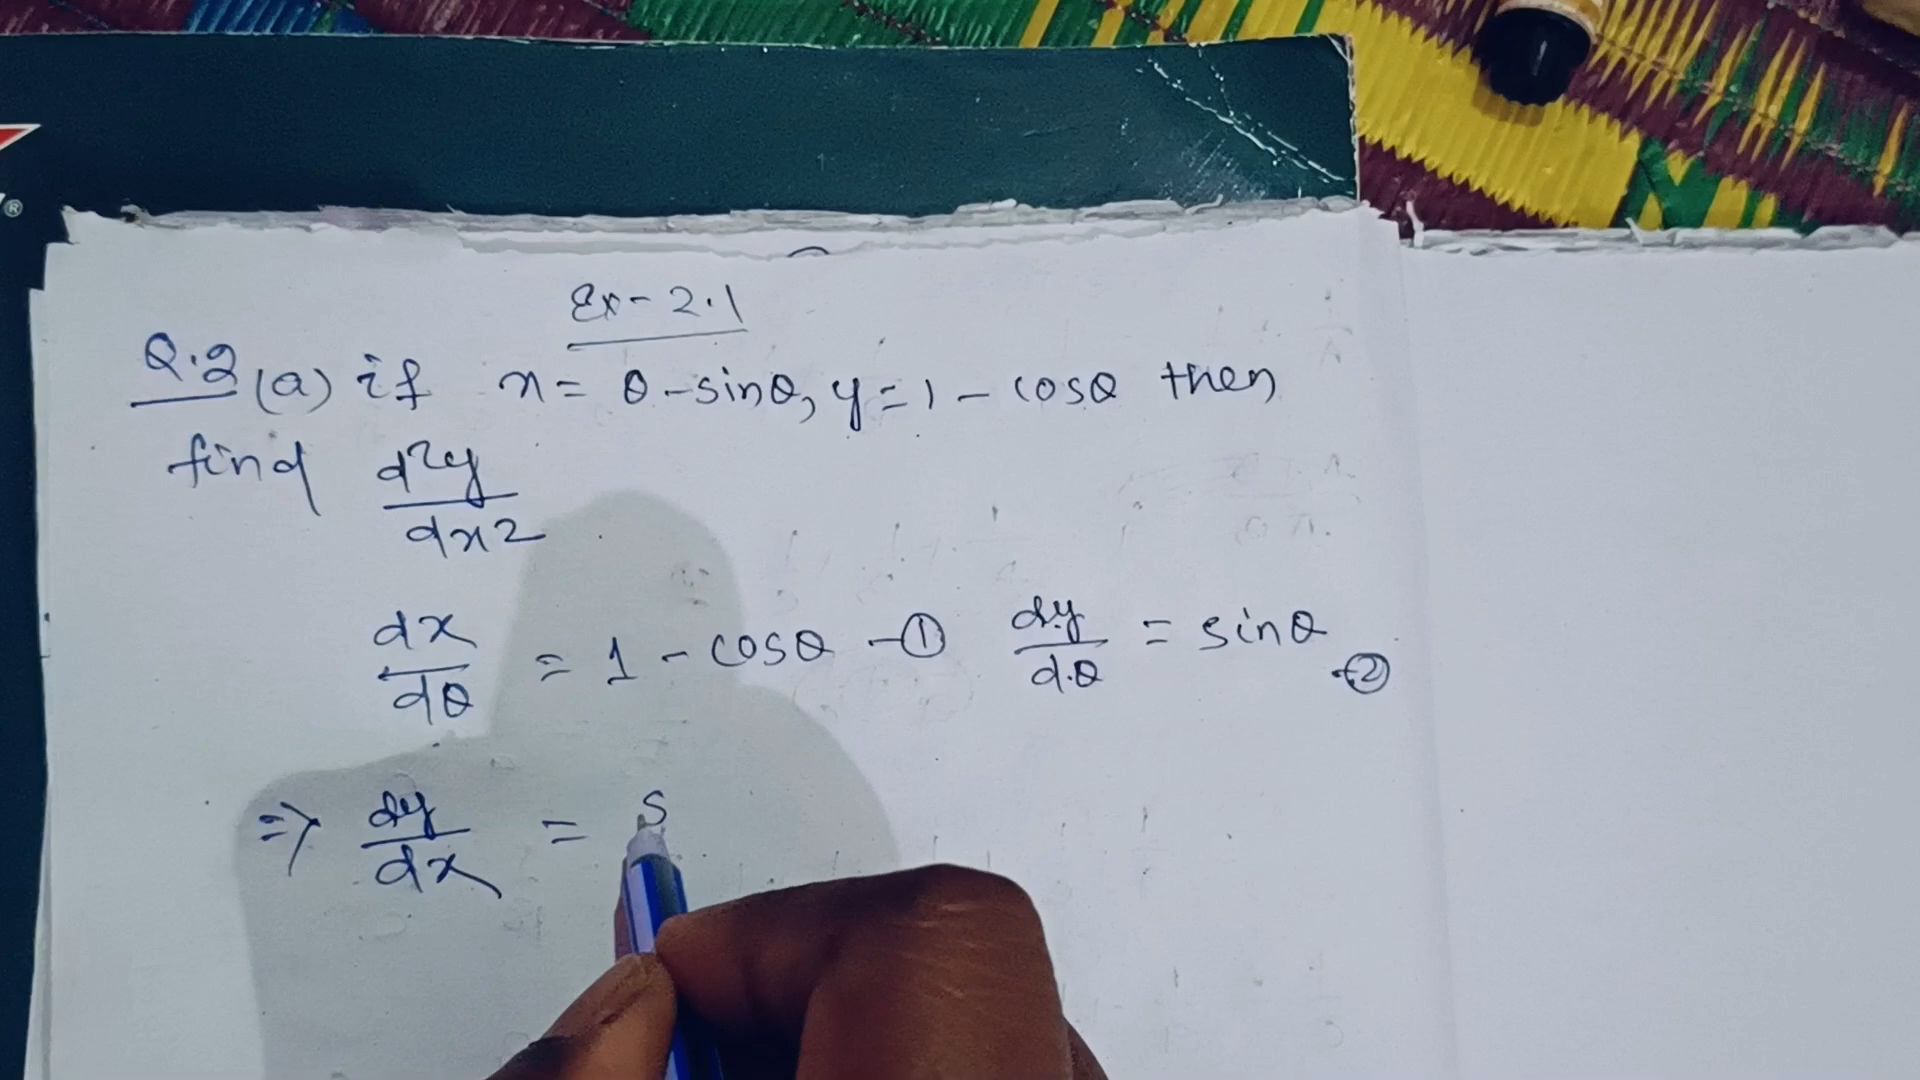 Ex - 2.1
Q.2 (a) if x = θ - sinθ, y = 1 - cosθ then
find d²y/dx2
dx/dθ = 1 - cosθ -① dy/d.θ = sinθ -②
⇒ dy/dx = s
®